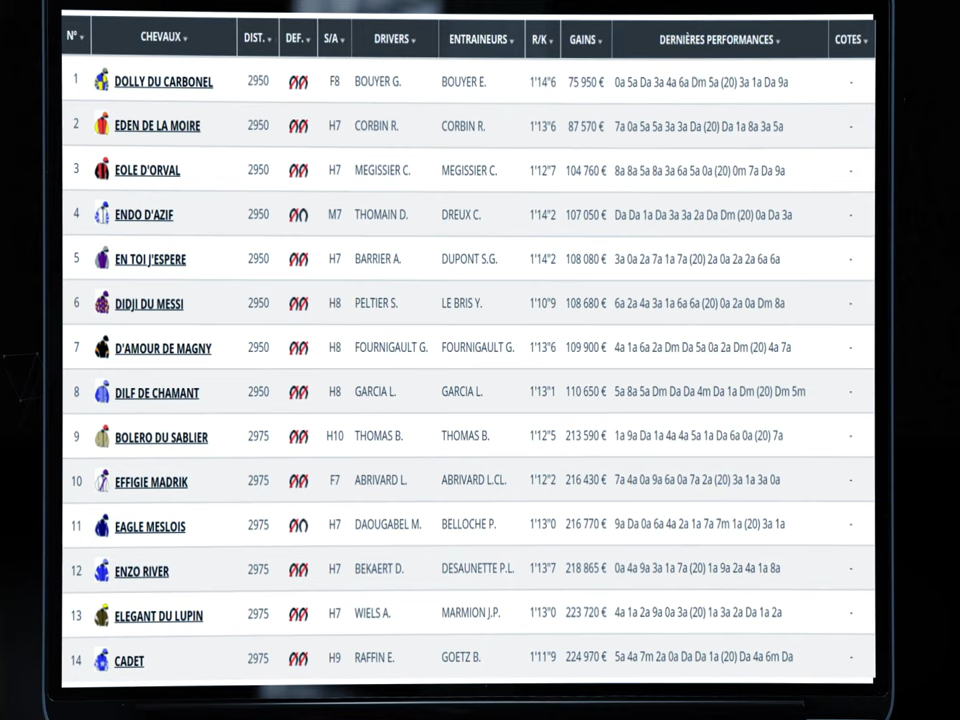 N° CHEVAUX DIST. DEF. S/A DRIVERS ENTRAINEURS R/K GAINS DERNIÈRES PERFORMANCES COTES
1 DOLLY DU CARBONEL 2950 F8 BOUYER G. BOUYER E. 1'14"6 75 950 € 0a 5a Da 3a 4a 6a Dm 5a (20) 3a 1a Da 9a -
2 EDEN DE LA MOIRE 2950 H7 CORBIN R. CORBIN R. 1'13"6 87 570 € 7a 0a 5a 5a 3a 3a Da (20) Da 1a 8a 3a 5a -
3 EOLE D'ORVAL 2950 H7 MEGISSIER C. MEGISSIER C. 1'12"7 104 760 € 8a 8a 5a 8a 3a 6a 5a 0a (20) 0m 7a Da 9a -
4 ENDO D'AZIF 2950 M7 THOMAIN D. DREUX C. 1'14"2 107 050 € Da Da 1a Da 3a 3a 2a Da Dm (20) 0a Da 3a -
5 EN TOI J'ESPERE 2950 H7 BARRIER A. DUPONT S.G. 1'14"2 108 080 € 3a 0a 2a 7a 1a 7a (20) 2a 0a 2a 2a 6a 6a -
6 DIDJI DU MESSI 2950 H8 PELTIER S. LE BRIS Y. 1'10"9 108 680 € 6a 2a 4a 3a 1a 6a 6a (20) 0a 2a 0a Dm 8a -
7 D'AMOUR DE MAGNY 2950 H8 FOURNIGAULT G. FOURNIGAULT G. 1'13"6 109 900 € 4a 1a 6a 2a Dm Da 5a 0a 2a Dm (20) 4a 7a -
8 DILF DE CHAMANT 2950 H8 GARCIA L. GARCIA L. 1'13"1 110 650 € 5a 8a 5a Dm Da Da 4m Da 1a Dm (20) Dm 5m -
9 BOLERO DU SABLIER 2975 H10 THOMAS B. THOMAS B. 1'12"5 213 590 € 1a 9a Da 1a 4a 4a 5a 1a Da 6a 0a (20) 7a -
10 EFFIGIE MADRIK 2975 F7 ABRIVARD L. ABRIVARD L.CL. 1'12"2 216 430 € 7a 4a 0a 9a 6a 0a 7a 2a (20) 3a 1a 3a 0a -
11 EAGLE MESLOIS 2975 H7 DAOUGABEL M. BELLOCHE P. 1'13"0 216 770 € 9a Da 0a 6a 4a 2a 1a 7a 7m 1a (20) 3a 1a -
12 ENZO RIVER 2975 H7 BEKAERT D. DESAUNETTE P.L. 1'13"7 218 865 € 0a 4a 9a 3a 1a 7a (20) 1a 9a 2a 4a 1a 8a -
13 ELEGANT DU LUPIN 2975 H7 WIELS A. MARMION J.P. 1'13"0 223 720 € 4a 1a 2a 9a 0a 3a (20) 1a 3a 2a Da 1a 2a -
14 CADET 2975 H9 RAFFIN E. GOETZ B. 1'11"9 224 970 € 5a 4a 7m 2a 0a Da Da 1a (20) Da 4a 6m Da -